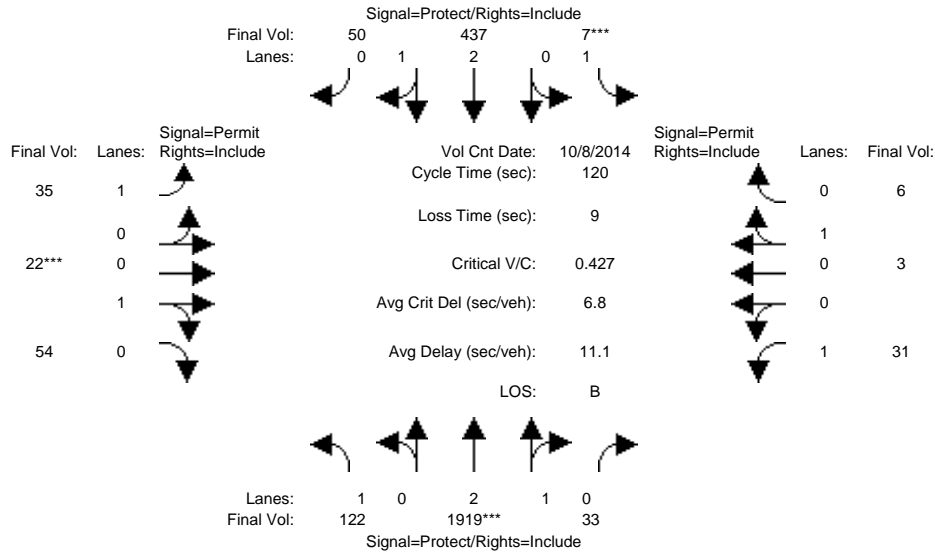 Signal=Protect/Rights=Include
Final Vol: 50 437 7***
Lanes: 0 1 2 0 1
Signal=Permit Signal=Permit
Final Vol: Lanes: Rights=Include Vol Cnt Date: 10/8/2014 Rights=Include Lanes: Final Vol:
Cycle Time (sec): 120
35 1 0 6
Loss Time (sec): 9
0 1
22*** 0 Critical V/C: 0.427 0 3
1 Avg Crit Del (sec/veh): 6.8 0
54 0 Avg Delay (sec/veh): 11.1 1 31
LOS: B
Lanes: 1 0 2 1 0
Final Vol: 122 1919*** 33
Signal=Protect/Rights=Include